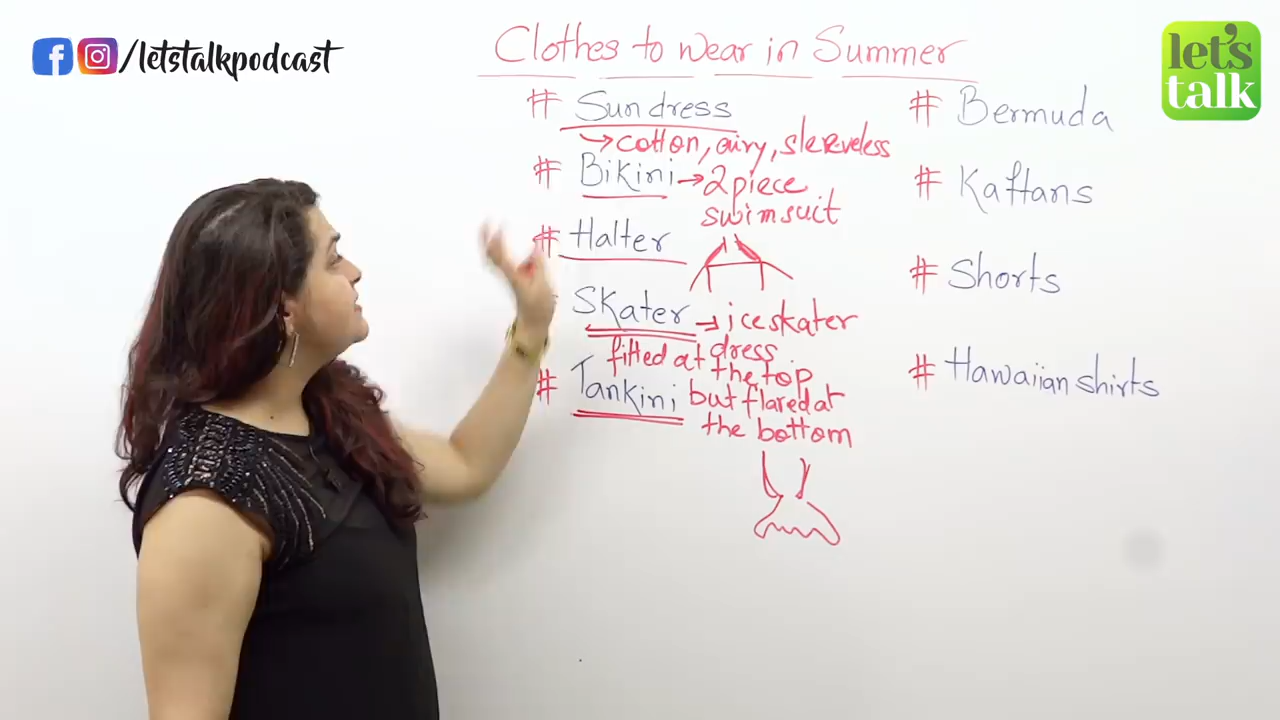 /letstalkpodcast
let's
talk
Clothes to wear in Summer
# Sundress
→ cotton, airy, sleeveless
# Bikini → 2 piece
swimsuit
# Halter
Skater → ice skater
dress
fitted at
the top
# Tankini but flared at
the bottom
# Bermuda
# Kaftans
# Shorts
# Hawaiian shirts